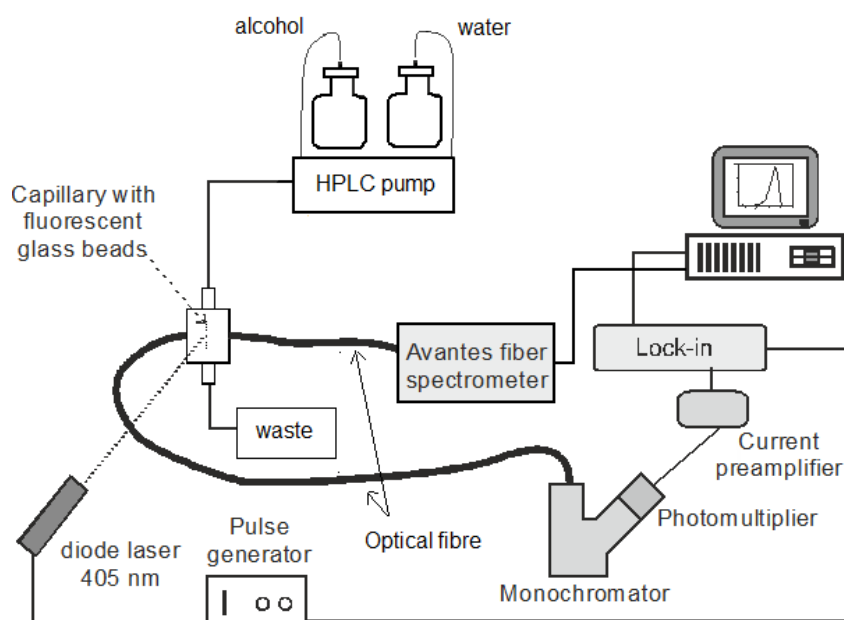 alcohol
water
HPLC pump
Capillary with
fluorescent
glass beads
Avantes fiber
spectrometer
Lock-in
waste
Current
preamplifier
Photomultiplier
Optical fibre
Pulse
generator
diode laser
405 nm
Monochromator